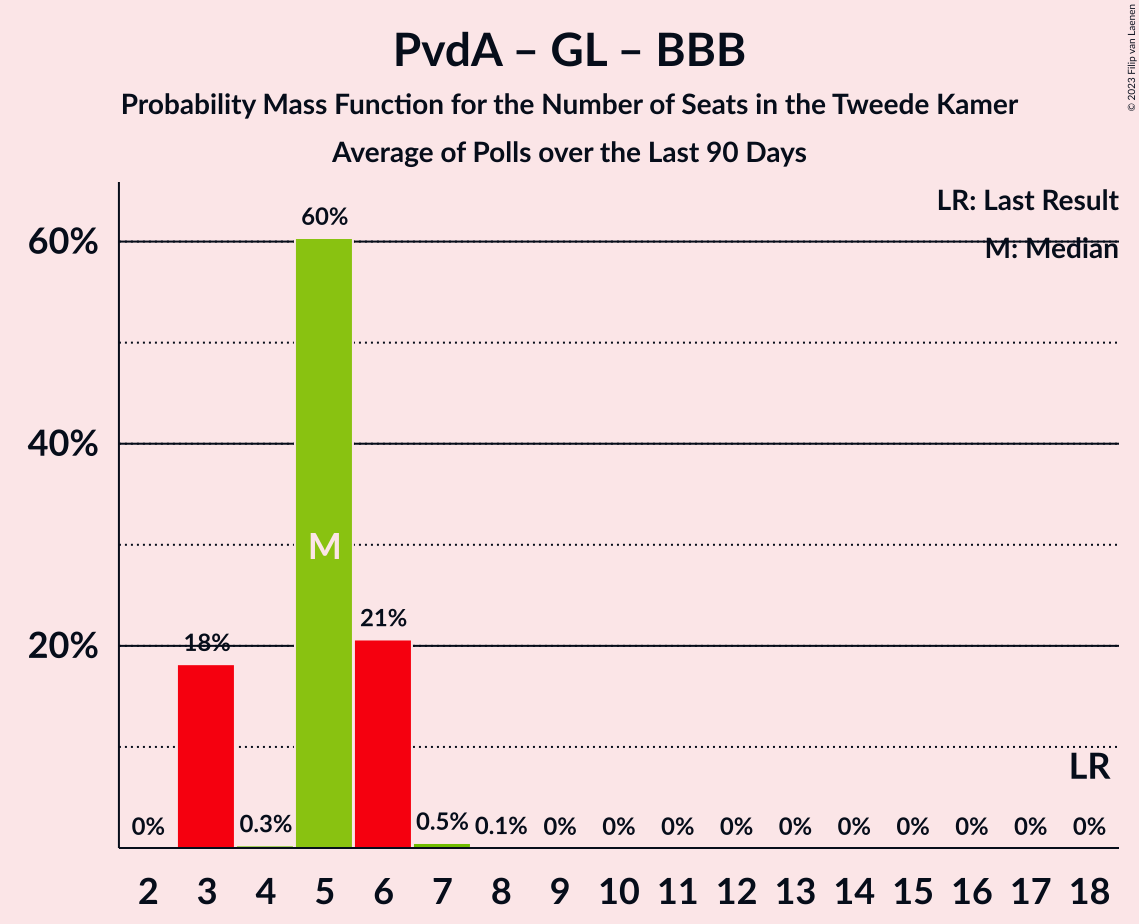 PvdA – GL – BBB
Probability Mass Function for the Number of Seats in the Tweede Kamer
Average of Polls over the Last 90 Days
© 2023 Filip van Laenen
LR: Last Result
M: Median
60%
40%
20%
0%
18%
0.3%
60%
M
21%
0.5%
0.1%
0%
0%
0%
0%
0%
0%
0%
0%
0%
0%
LR
2 3 4 5 6 7 8 9 10 11 12 13 14 15 16 17 18